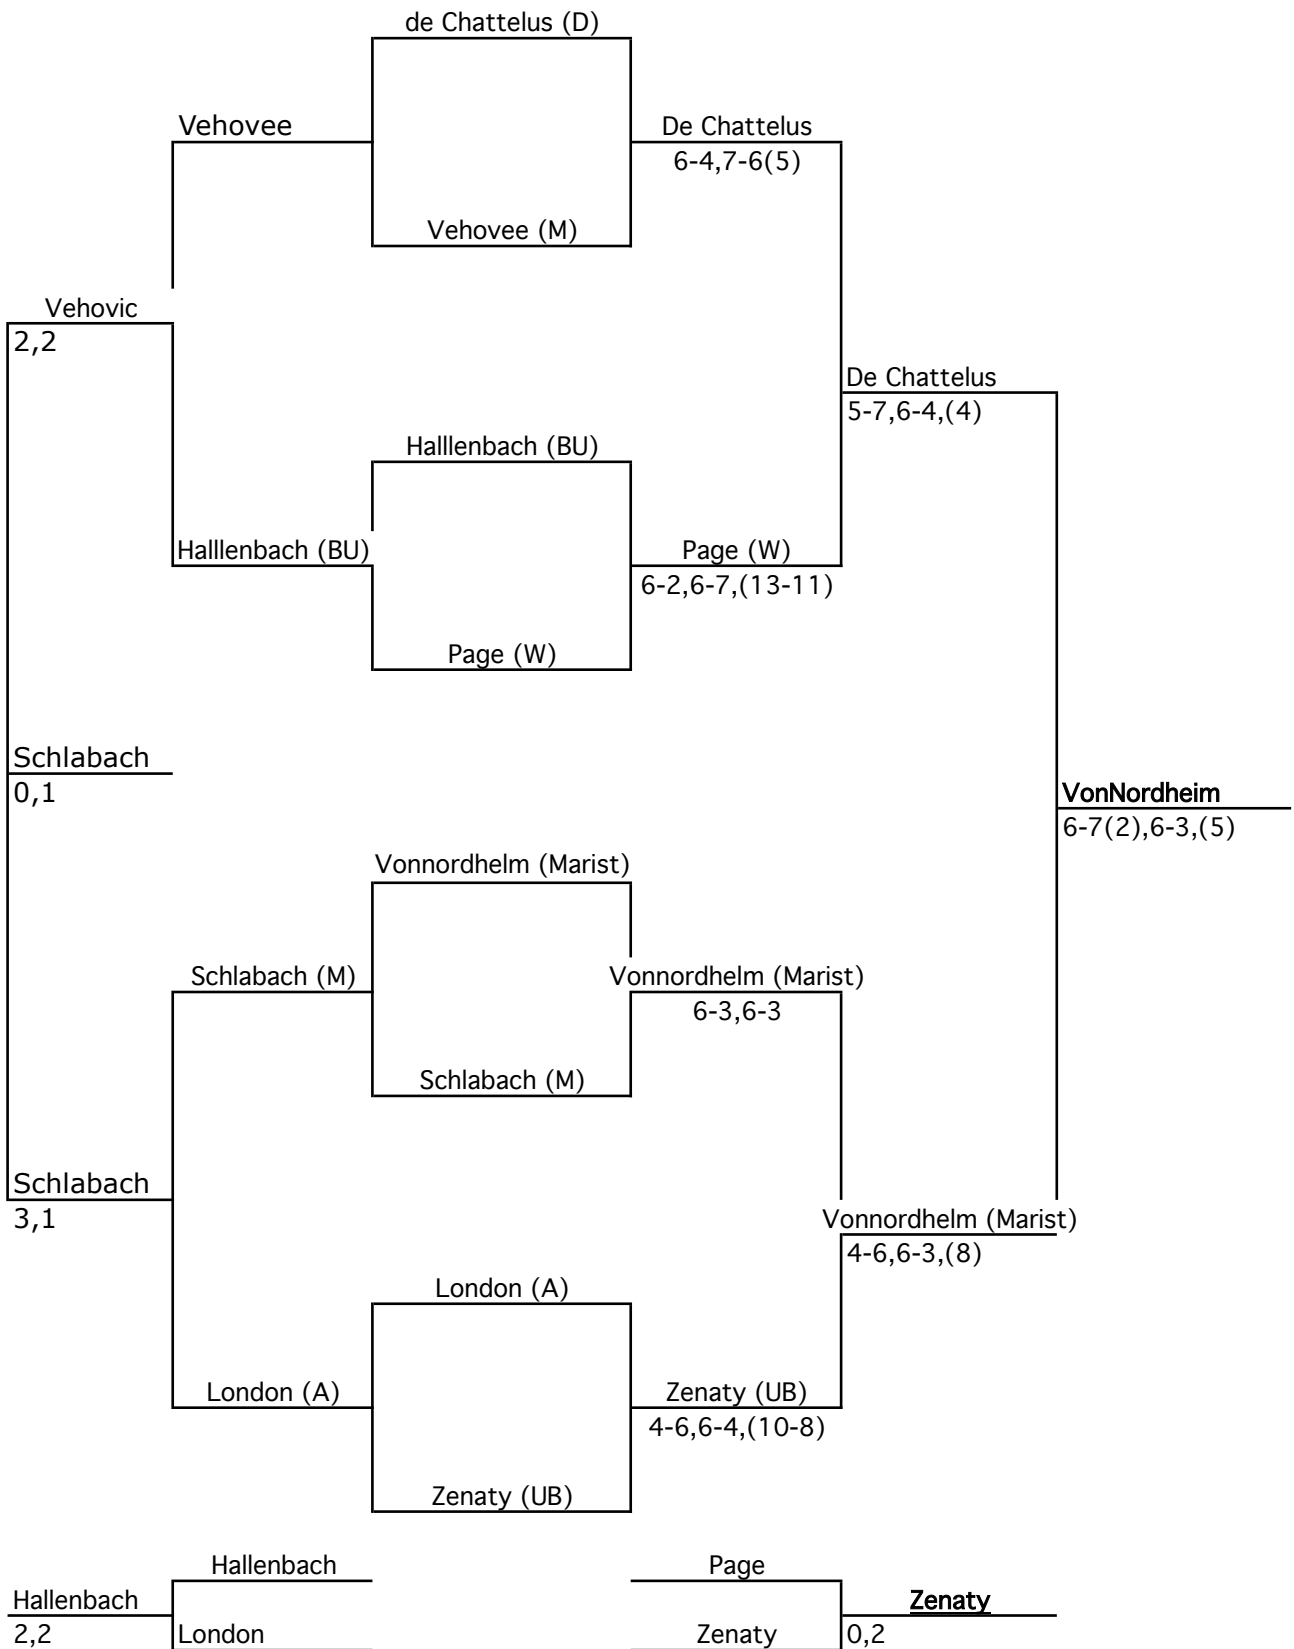 de Chattelus (D)
Vehovee
De Chattelus
6-4,7-6(5)
Vehovee (M)
Vehovic
2,2
De Chattelus
5-7,6-4,(4)
Halllenbach (BU)
Halllenbach (BU)
Page (W)
6-2,6-7,(13-11)
Page (W)
Schlabach
0,1
VonNordheim
6-7(2),6-3,(5)
Vonnordhelm (Marist)
Schlabach (M)
Vonnordhelm (Marist)
6-3,6-3
Schlabach (M)
Schlabach
3,1
Vonnordhelm (Marist)
4-6,6-3,(8)
London (A)
London (A)
Zenaty (UB)
4-6,6-4,(10-8)
Zenaty (UB)
Hallenbach
Page
Hallenbach
Zenaty
2,2
London
Zenaty
0,2